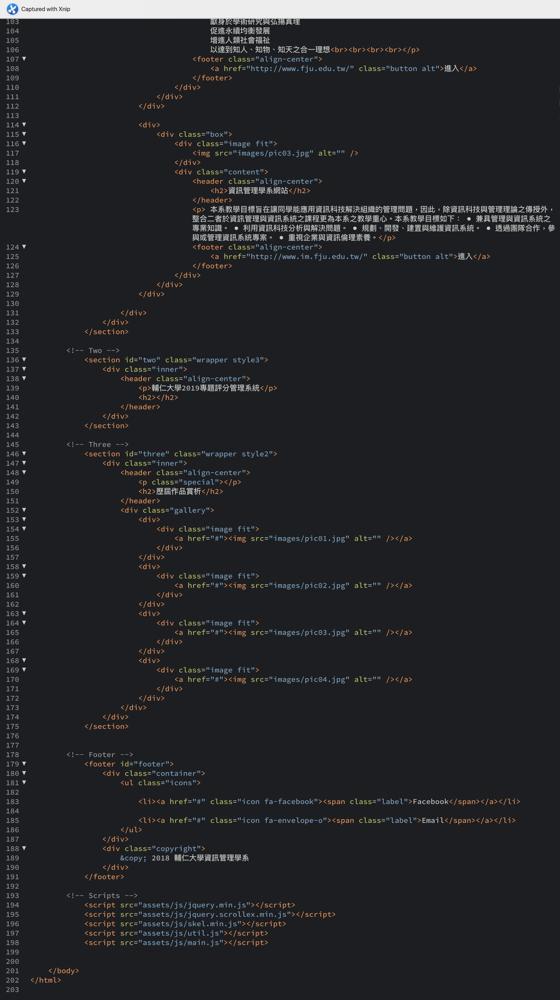 Captured with Xnip
103 獻身於學術研究與弘揚真理
104 促進永續均衡發展
105 增進人類社會福祉
106 以達到知人、知物、知天之合一理想<br><br><br><br></p>
107 ▼ <footer class="align-center">
108 <a href="http://www.fju.edu.tw/" class="button alt">進入</a>
109 </footer>
110 </div>
111 </div>
112 </div>
113
114 ▼ <div>
115 ▼ <div class="box">
116 ▼ <div class="image fit">
117 <img src="images/pic03.jpg" alt="" />
118 </div>
119 ▼ <div class="content">
120 ▼ <header class="align-center">
121 <h2>資訊管理學系網站</h2>
122 </header>
123 <p> 本系教學目標旨在讓同學能應用資訊科技解決組織的管理問題，因此，除資訊科技與管理理論之傳授外，
整合二者於資訊管理與資訊系統之課程更為本系之教學重心。本系教學目標如下： ● 兼具管理與資訊系統之
專業知識。 ● 利用資訊科技分析與解決問題。 ● 規劃、開發、建置與維護資訊系統。 ● 透過團隊合作，參
與或管理資訊系統專案。 ● 重視企業與資訊倫理素養。</p>
124 ▼ <footer class="align-center">
125 <a href="http://www.im.fju.edu.tw/" class="button alt">進入</a>
126 </footer>
127 </div>
128 </div>
129 </div>
130
131 </div>
132 </div>
133 </section>
134
135 <!-- Two -->
136 ▼ <section id="two" class="wrapper style3">
137 ▼ <div class="inner">
138 ▼ <header class="align-center">
139 <p>輔仁大學2019專題評分管理系統</p>
140 <h2></h2>
141 </header>
142 </div>
143 </section>
144
145 <!-- Three -->
146 ▼ <section id="three" class="wrapper style2">
147 ▼ <div class="inner">
148 ▼ <header class="align-center">
149 <p class="special"></p>
150 <h2>歷屆作品賞析</h2>
151 </header>
152 ▼ <div class="gallery">
153 ▼ <div>
154 ▼ <div class="image fit">
155 <a href="#"><img src="images/pic01.jpg" alt="" /></a>
156 </div>
157 </div>
158 ▼ <div>
159 ▼ <div class="image fit">
160 <a href="#"><img src="images/pic02.jpg" alt="" /></a>
161 </div>
162 </div>
163 ▼ <div>
164 ▼ <div class="image fit">
165 <a href="#"><img src="images/pic03.jpg" alt="" /></a>
166 </div>
167 </div>
168 ▼ <div>
169 ▼ <div class="image fit">
170 <a href="#"><img src="images/pic04.jpg" alt="" /></a>
171 </div>
172 </div>
173 </div>
174 </div>
175 </section>
176
177
178 <!-- Footer -->
179 ▼ <footer id="footer">
180 ▼ <div class="container">
181 ▼ <ul class="icons">
182
183 <li><a href="#" class="icon fa-facebook"><span class="label">Facebook</span></a></li>
184
185 <li><a href="#" class="icon fa-envelope-o"><span class="label">Email</span></a></li>
186 </ul>
187 </div>
188 ▼ <div class="copyright">
189 &copy; 2018 輔仁大學資訊管理學系
190 </div>
191 </footer>
192
193 <!-- Scripts -->
194 <script src="assets/js/jquery.min.js"></script>
195 <script src="assets/js/jquery.scrollex.min.js"></script>
196 <script src="assets/js/skel.min.js"></script>
197 <script src="assets/js/util.js"></script>
198 <script src="assets/js/main.js"></script>
199
200
201 </body>
202 </html>
203